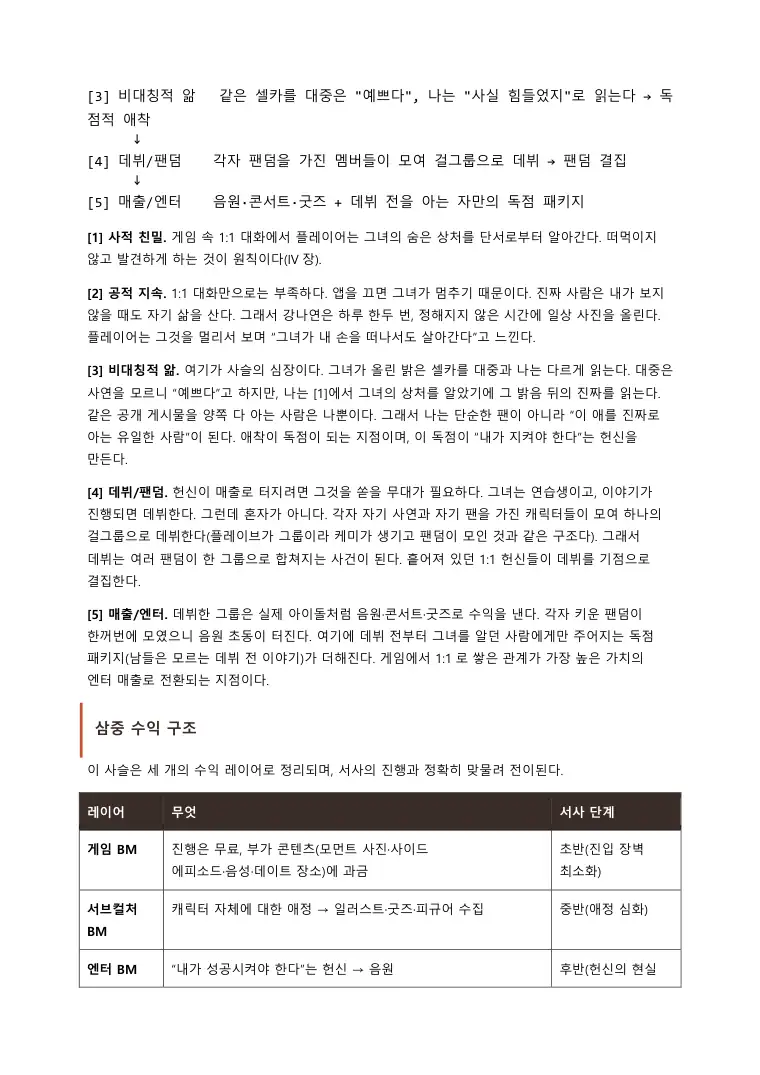 [3] 비대칭적 앎 같은 셀카를 대중은 "예쁘다", 나는 "사실 힘들었지"로 읽는다 → 독
점적 애착
↓
[4] 데뷔/팬덤 각자 팬덤을 가진 멤버들이 모여 걸그룹으로 데뷔 → 팬덤 결집
↓
[5] 매출/엔터 음원·콘서트·굿즈 + 데뷔 전을 아는 자만의 독점 패키지
[1] 사적 친밀. 게임 속 1:1 대화에서 플레이어는 그녀의 숨은 상처를 단서로부터 알아간다. 떠먹이지
않고 발견하게 하는 것이 원칙이다(IV 장).
[2] 공적 지속. 1:1 대화만으로는 부족하다. 앱을 끄면 그녀가 멈추기 때문이다. 진짜 사람은 내가 보지
않을 때도 자기 삶을 산다. 그래서 강나연은 하루 한두 번, 정해지지 않은 시간에 일상 사진을 올린다.
플레이어는 그것을 멀리서 보며 “그녀가 내 손을 떠나서도 살아간다”고 느낀다.
[3] 비대칭적 앎. 여기가 사슬의 심장이다. 그녀가 올린 밝은 셀카를 대중과 나는 다르게 읽는다. 대중은
사연을 모르니 “예쁘다”고 하지만, 나는 [1]에서 그녀의 상처를 알았기에 그 밝음 뒤의 진짜를 읽는다.
같은 공개 게시물을 양쪽 다 아는 사람은 나뿐이다. 그래서 나는 단순한 팬이 아니라 “이 애를 진짜로
아는 유일한 사람”이 된다. 애착이 독점이 되는 지점이며, 이 독점이 “내가 지켜야 한다”는 헌신을
만든다.
[4] 데뷔/팬덤. 헌신이 매출로 터지려면 그것을 쏟을 무대가 필요하다. 그녀는 연습생이고, 이야기가
진행되면 데뷔한다. 그런데 혼자가 아니다. 각자 자기 사연과 자기 팬을 가진 캐릭터들이 모여 하나의
걸그룹으로 데뷔한다(플레이브가 그룹이라 케미가 생기고 팬덤이 모인 것과 같은 구조다). 그래서
데뷔는 여러 팬덤이 한 그룹으로 합쳐지는 사건이 된다. 흩어져 있던 1:1 헌신들이 데뷔를 기점으로
결집한다.
[5] 매출/엔터. 데뷔한 그룹은 실제 아이돌처럼 음원·콘서트·굿즈로 수익을 낸다. 각자 키운 팬덤이
한꺼번에 모였으니 음원 초동이 터진다. 여기에 데뷔 전부터 그녀를 알던 사람에게만 주어지는 독점
패키지(남들은 모르는 데뷔 전 이야기)가 더해진다. 게임에서 1:1 로 쌓은 관계가 가장 높은 가치의
엔터 매출로 전환되는 지점이다.
삼중 수익 구조
이 사슬은 세 개의 수익 레이어로 정리되며, 서사의 진행과 정확히 맞물려 전이된다.
레이어 무엇 서사 단계
게임 BM 진행은 무료, 부가 콘텐츠(모먼트 사진·사이드 초반(진입 장벽
에피소드·음성·데이트 장소)에 과금 최소화)
서브컬처 캐릭터 자체에 대한 애정 → 일러스트·굿즈·피규어 수집 중반(애정 심화)
BM
엔터 BM “내가 성공시켜야 한다”는 헌신 → 음원 후반(헌신의 현실